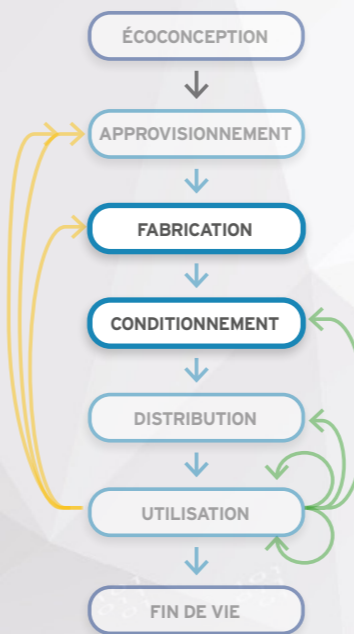 ÉCOCONCEPTION
APPROVISIONNEMENT
FABRICATION
CONDITIONNEMENT
DISTRIBUTION
UTILISATION
FIN DE VIE